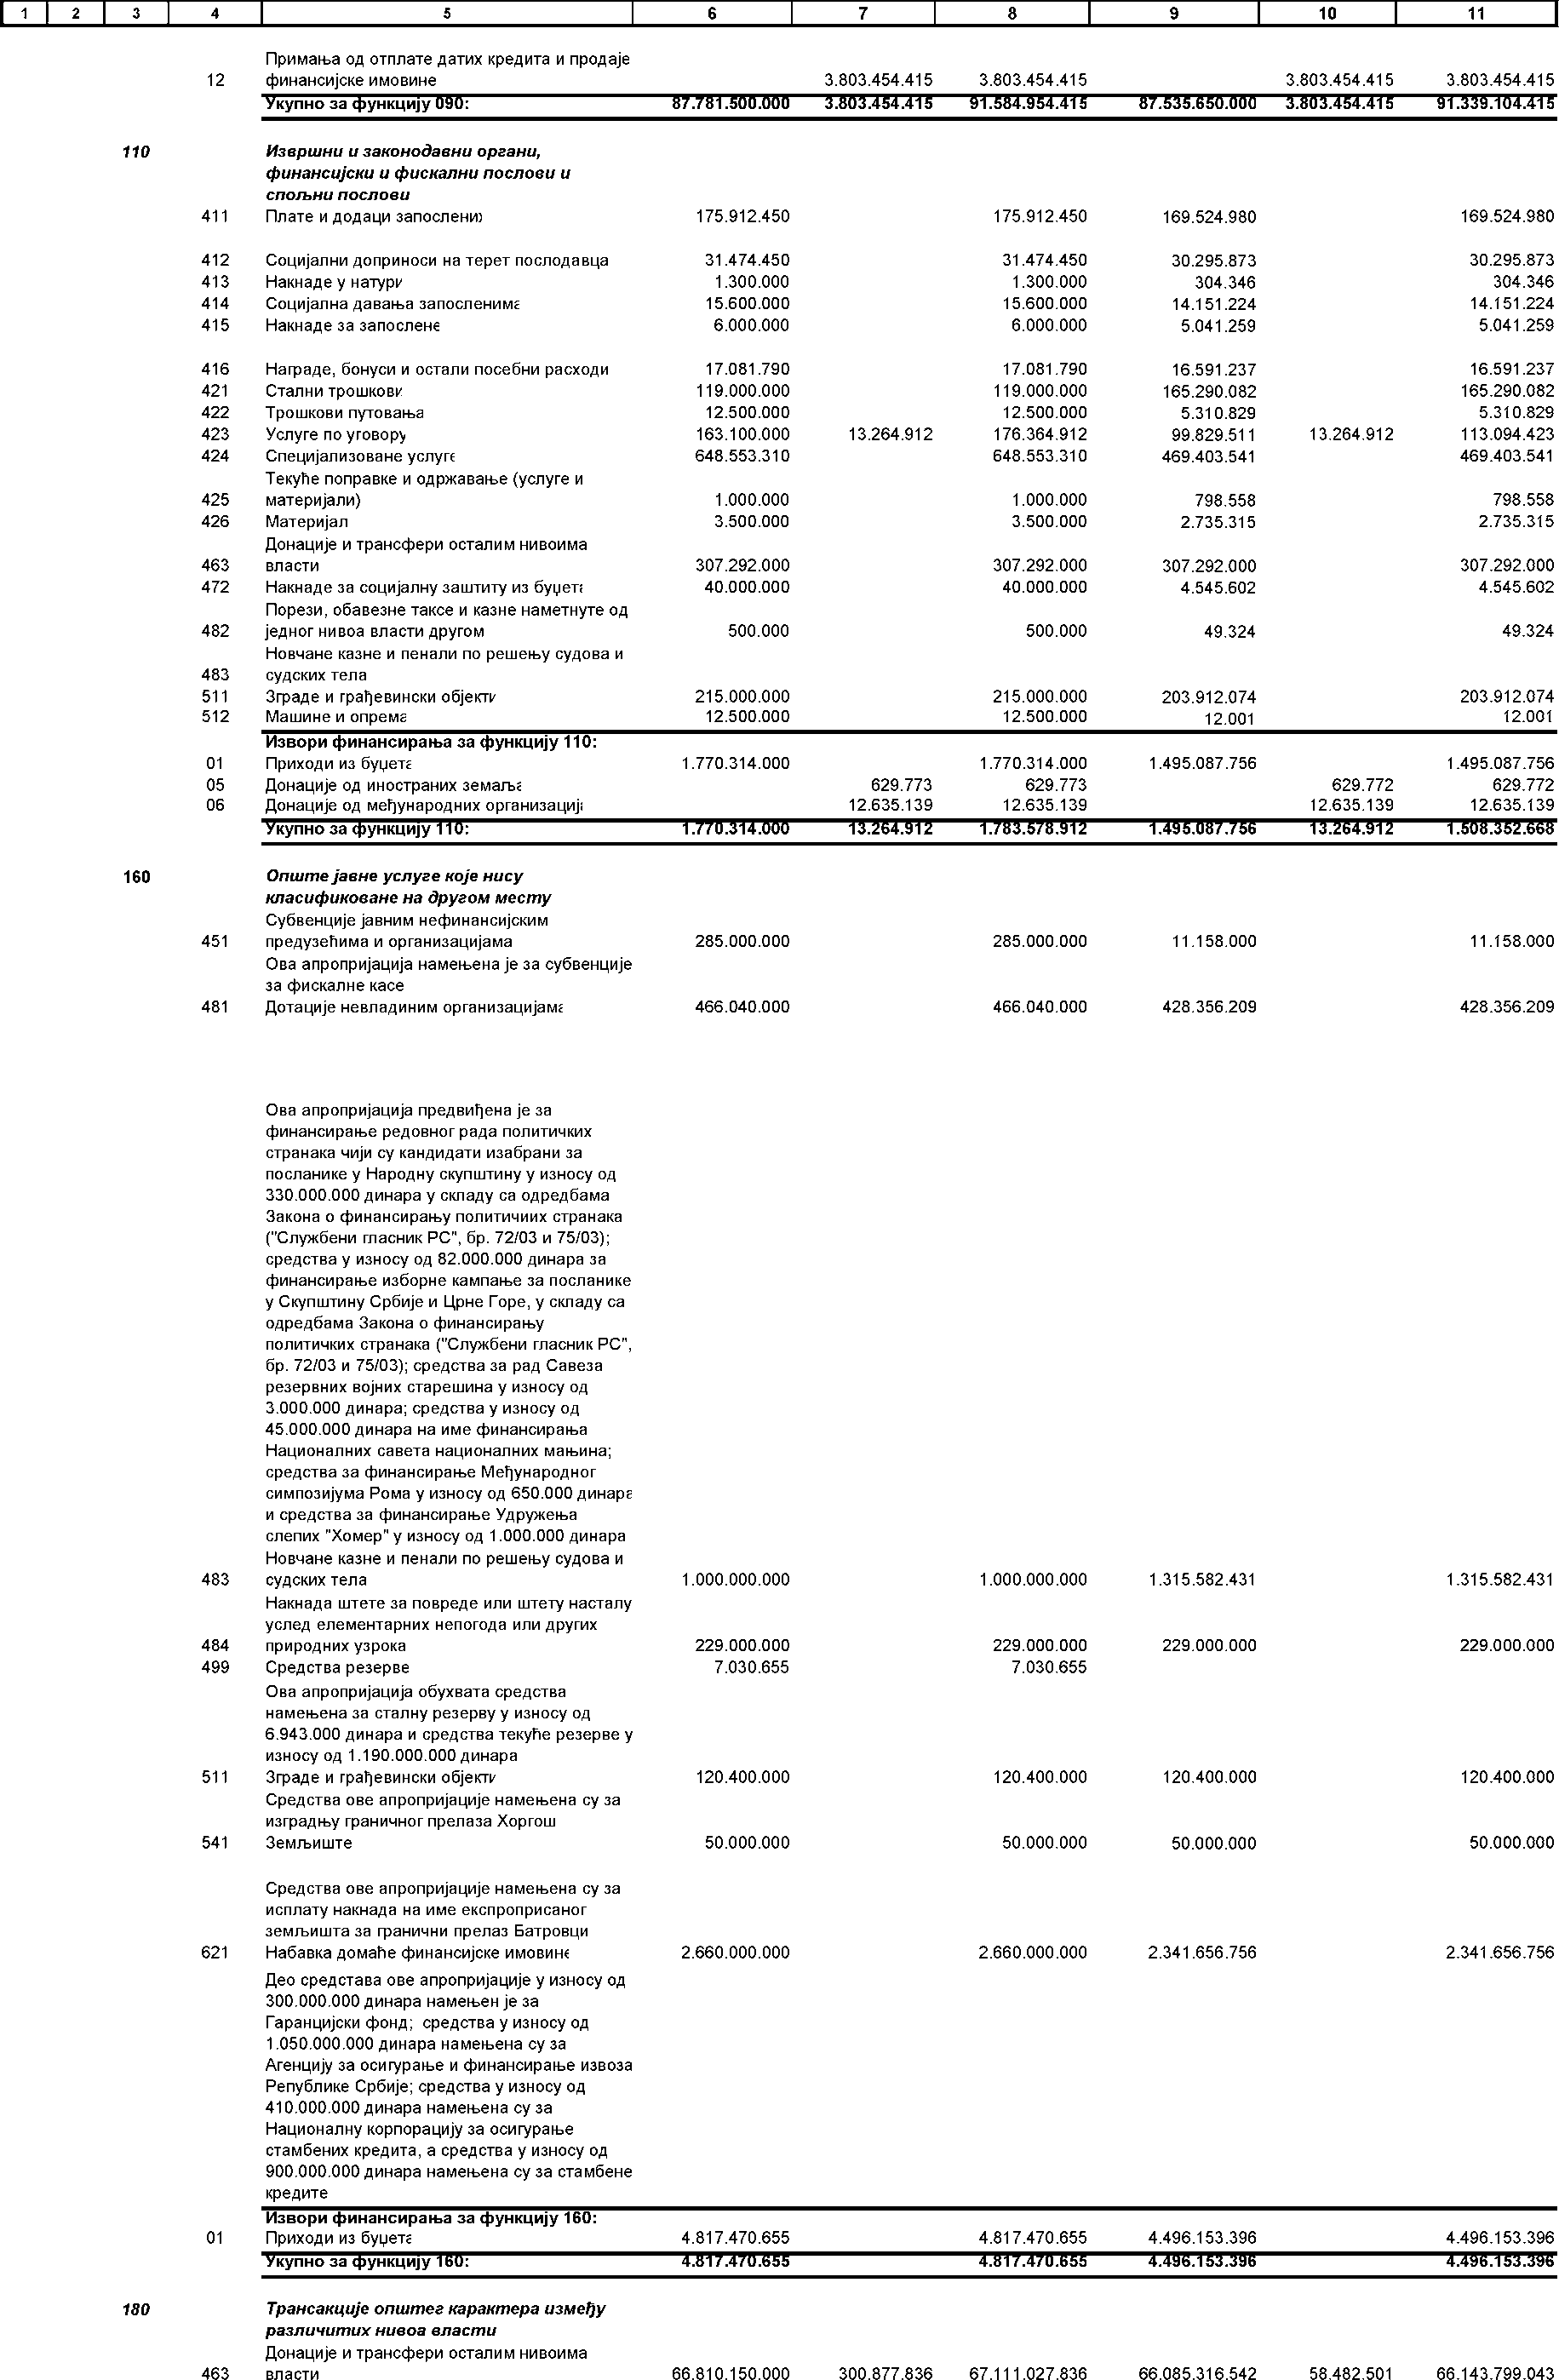 1 2 3 4 5 6 7 8 9 10 11
Примања од отплате датих кредита и продаје
12 финансијске имовине 3.803.454.415 3.803.454.415 3.803.454.415 3.803.454.415
Укупно за функцију 090: 87.781.500.000 3.803.454.415 91.584.954.415 87.535.650.000 3.803.454.415 91.339.104.415
110 Извршни и законодавни органи,
финансијски и фискални послови и
спољни послови
411 Плате и додаци запослених 175.912.450 175.912.450 169.524.980 169.524.980
412 Социјални доприноси на терет послодавца 31.474.450 31.474.450 30.295.873 30.295.873
413 Накнаде у натури 1.300.000 1.300.000 304.346 304.346
414 Социјална давања запосленима 15.600.000 15.600.000 14.151.224 14.151.224
415 Накнаде за запослене 6.000.000 6.000.000 5.041.259 5.041.259
416 Награде, бонуси и остали посебни расходи 17.081.790 17.081.790 16.591.237 16.591.237
421 Стални трошкови 119.000.000 119.000.000 165.290.082 165.290.082
422 Трошкови путовања 12.500.000 12.500.000 5.310.829 5.310.829
423 Услуге по уговору 163.100.000 13.264.912 176.364.912 99.829.511 13.264.912 113.094.423
424 Специјализоване услуге 648.553.310 648.553.310 469.403.541 469.403.541
Текуће поправке и одржавање (услуге и
425 материјали) 1.000.000 1.000.000 798.558 798.558
426 Материјал 3.500.000 3.500.000 2.735.315 2.735.315
Донације и трансфери осталим нивоима
463 власти 307.292.000 307.292.000 307.292.000 307.292.000
472 Накнаде за социјалну заштиту из буџета 40.000.000 40.000.000 4.545.602 4.545.602
Порези, обавезне таксе и казне наметнуте од
482 једног нивоа власти другом 500.000 500.000 49.324 49.324
Новчане казне и пенали по решењу судова и
483 судских тела
511 Зграде и грађевински објекти 215.000.000 215.000.000 203.912.074 203.912.074
512 Машине и опрема 12.500.000 12.500.000 12.001 12.001
Извори финансирања за функцију 110:
01 Приходи из буџета 1.770.314.000 1.770.314.000 1.495.087.756 1.495.087.756
05 Донације од иностраних земаља 629.773 629.773 629.772 629.772
06 Донације од међународних организација 12.635.139 12.635.139 12.635.139 12.635.139
Укупно за функцију 110: 1.770.314.000 13.264.912 1.783.578.912 1.495.087.756 13.264.912 1.508.352.668
160 Опште јавне услуге које нису
класификоване на другом месту
Субвенције јавним нефинансијским
451 предузећима и организацијама 285.000.000 285.000.000 11.158.000 11.158.000
Ова апропријација намењена је за субвенције
за фискалне касе
481 Дотације невладиним организацијама 466.040.000 466.040.000 428.356.209 428.356.209
Ова апропријација предвиђена је за
финансирање редовног рада политичких
странака чији су кандидати изабрани за
посланике у Народну скупштину у износу од
330.000.000 динара у складу са одредбама
Закона о финансирању политичиих странака
("Службени гласник РС", бр. 72/03 и 75/03);
средства у износу од 82.000.000 динара за
финансирање изборне кампање за посланике
у Скупштину Србије и Црне Горе, у складу са
одредбама Закона о финансирању
политичких странака ("Службени гласник РС",
бр. 72/03 и 75/03); средства за рад Савеза
резервних војних старешина у износу од
3.000.000 динара; средства у износу од
45.000.000 динара на име финансирања
Националних савета националних мањина;
средства за финансирање Међународног
симпозијума Рома у износу од 650.000 динара
и средства за финансирање Удружења
слепих "Хомер" у износу од 1.000.000 динара
Новчане казне и пенали по решењу судова и
483 судских тела 1.000.000.000 1.000.000.000 1.315.582.431 1.315.582.431
Накнада штете за повреде или штету насталу
услед елементарних непогода или других
484 природних узрока 229.000.000 229.000.000 229.000.000 229.000.000
499 Средства резерве 7.030.655 7.030.655
Ова апропријација обухвата средства
намењена за сталну резерву у износу од
6.943.000 динара и средства текуће резерве у
износу од 1.190.000.000 динара
511 Зграде и грађевински објекти 120.400.000 120.400.000 120.400.000 120.400.000
Средства ове апропријације намењена су за
изградњу граничног прелаза Хоргош
541 Земљиште 50.000.000 50.000.000 50.000.000 50.000.000
Средства ове апропријације намењена су за
исплату накнада на име експроприсаног
земљишта за гранични прелаз Батровци
621 Набавка домаће финансијске имовине 2.660.000.000 2.660.000.000 2.341.656.756 2.341.656.756
Део средстава ове апропријације у износу од
300.000.000 динара намењен је за
Гаранцијски фонд; средства у износу од
1.050.000.000 динара намењена су за
Агенцију за осигурање и финансирање извоза
Републике Србије; средства у износу од
410.000.000 динара намењена су за
Националну корпорацију за осигурање
стамбених кредита, а средства у износу од
900.000.000 динара намењена су за стамбене
кредите
Извори финансирања за функцију 160:
01 Приходи из буџета 4.817.470.655 4.817.470.655 4.496.153.396 4.496.153.396
Укупно за функцију 160: 4.817.470.655 4.817.470.655 4.496.153.396 4.496.153.396
180 Трансакције општег карактера између
различитих нивоа власти
Донације и трансфери осталим нивоима
463 власти 66.810.150.000 300.877.836 67.111.027.836 66.085.316.542 58.482.501 66.143.799.043